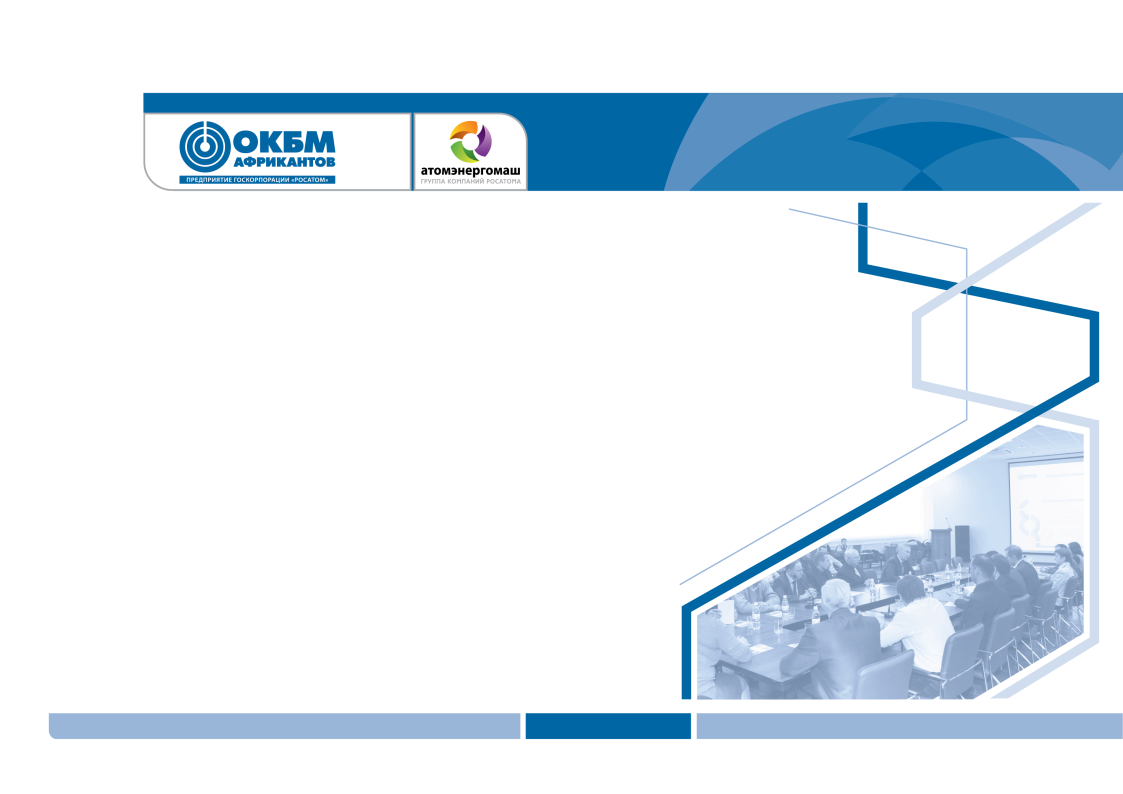 ОКБМ
АФРИКАНТОВ
ПРЕДПРИЯТИЕ ГОСКОРПОРАЦИИ «РОСАТОМ»
атомэнергомаш
ГРУППА КОМПАНИЙ РОСАТОМА